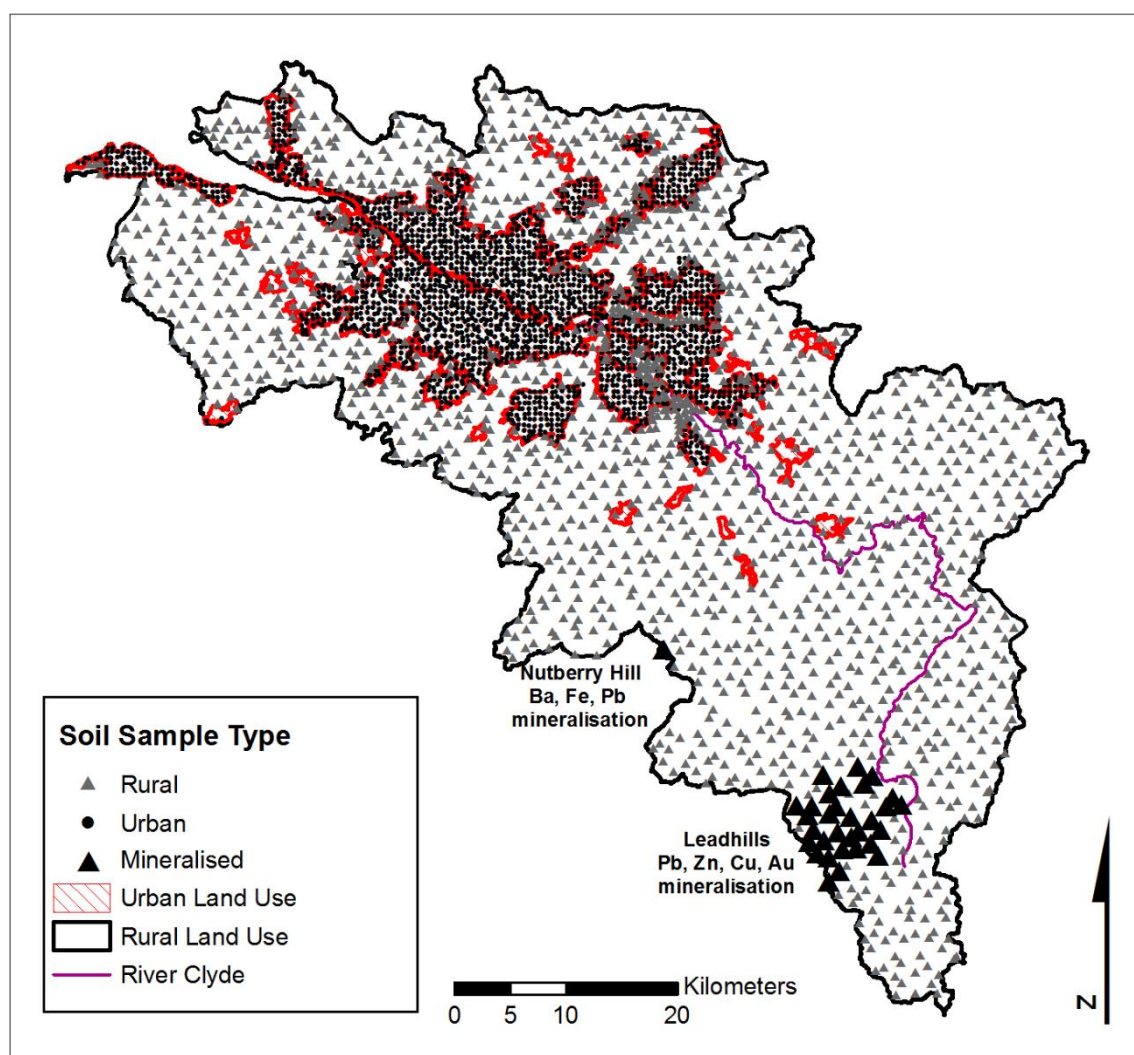 Nutberry Hill
Ba, Fe, Pb
mineralisation
Leadhills
Pb, Zn, Cu, Au
mineralisation
Soil Sample Type
Rural
Urban
Mineralised
Urban Land Use
Rural Land Use
River Clyde
Kilometers
0 5 10 20
N